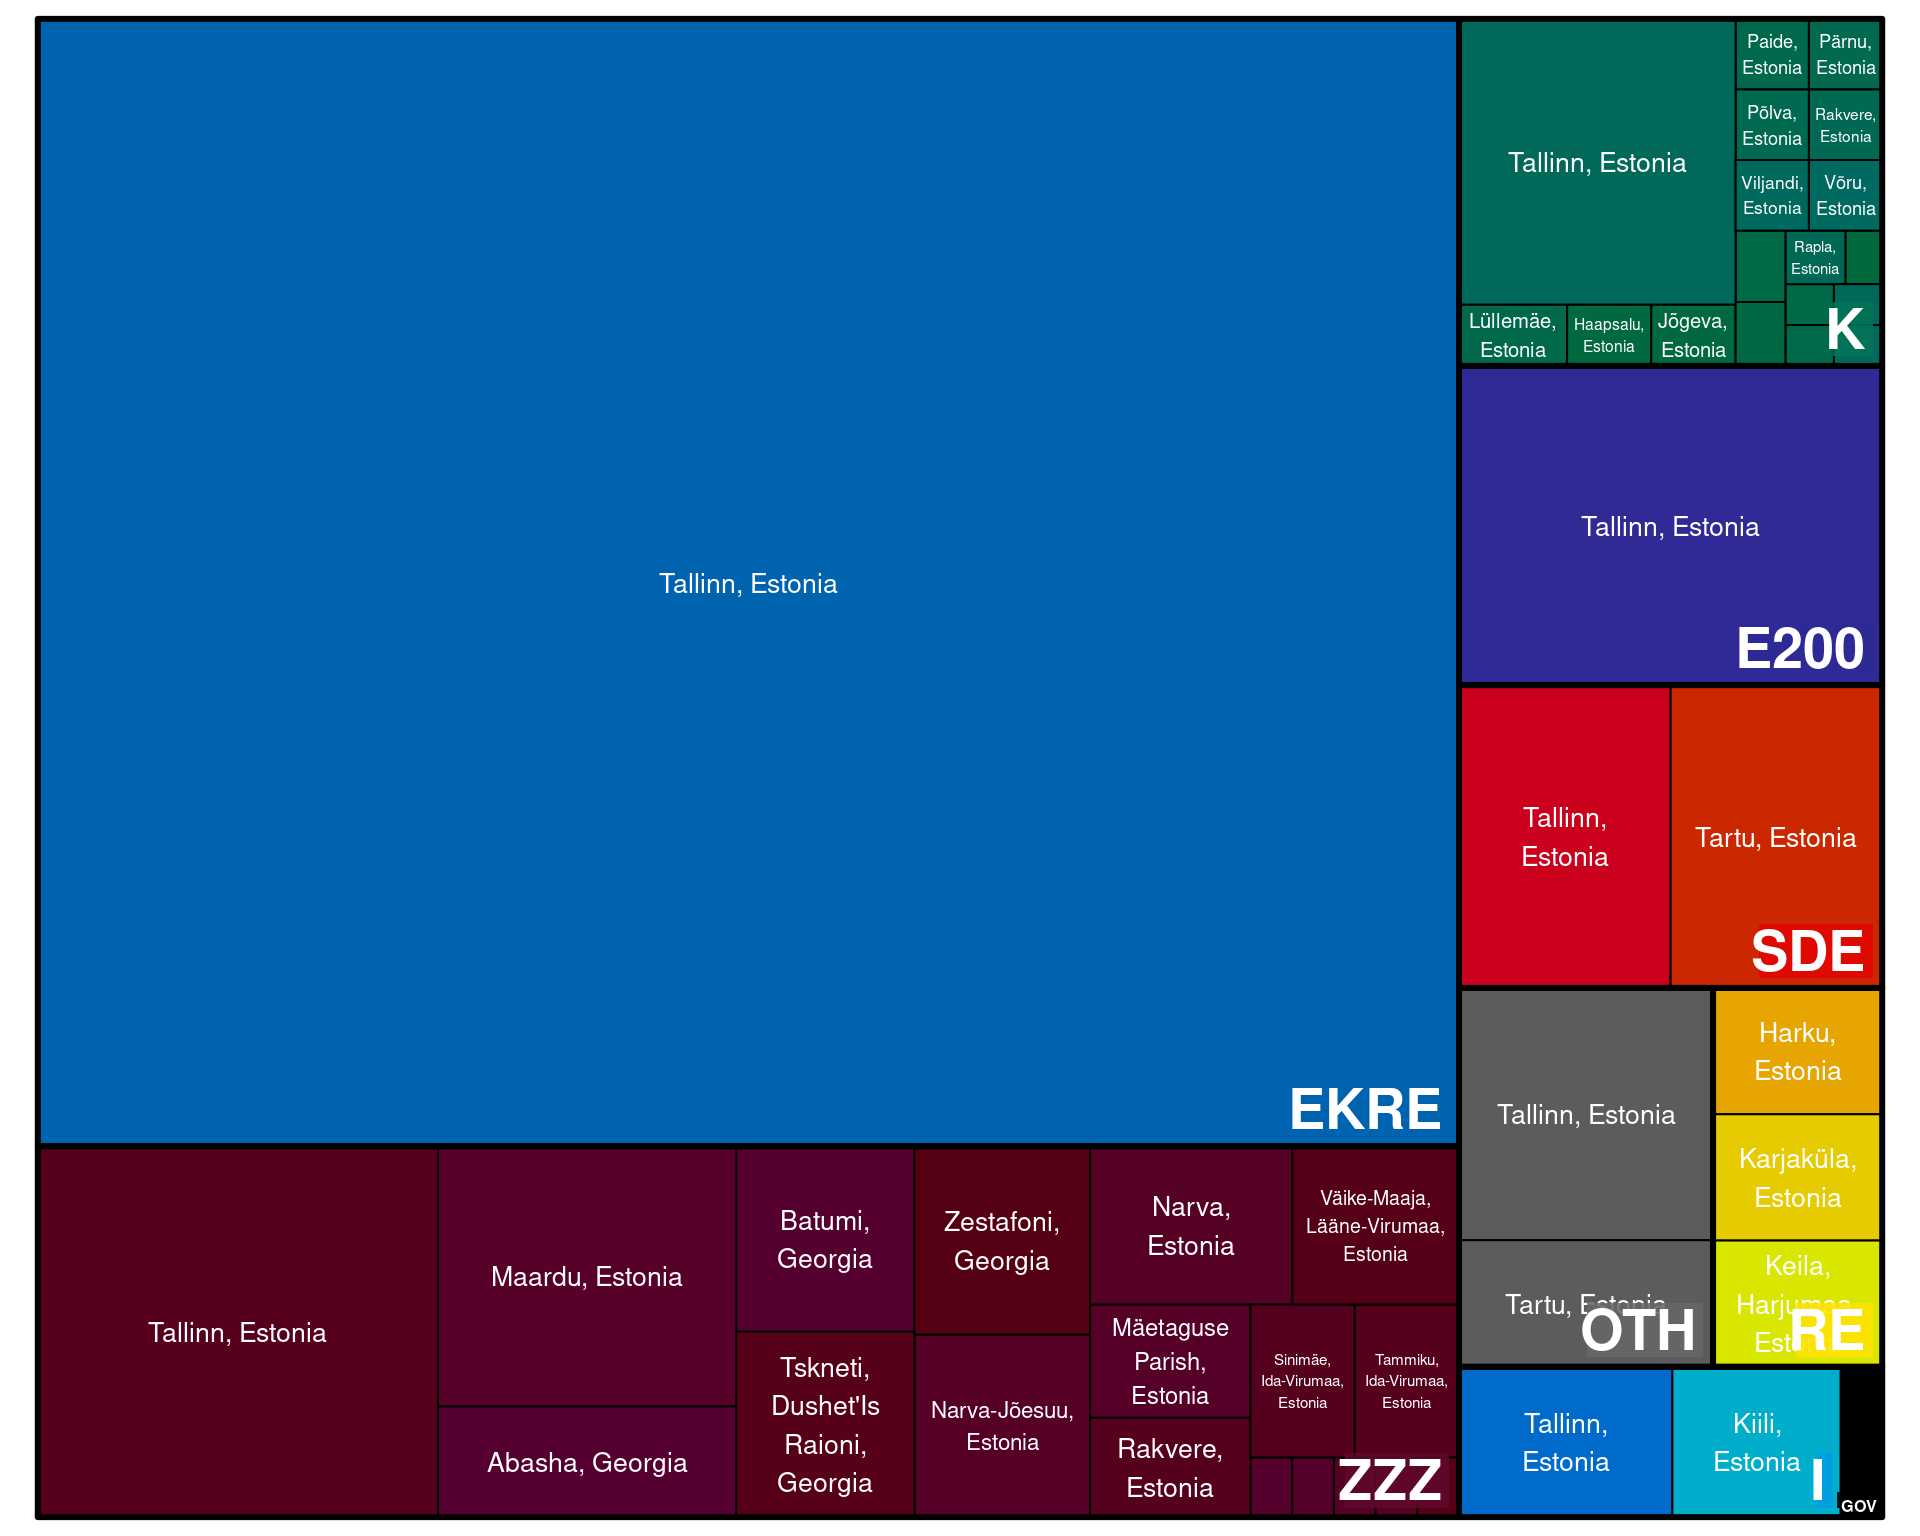 Tallinn, Estonia
EKRE
Tallinn, Estonia
Maardu, Estonia
Abasha, Georgia
Batumi,
Georgia
Tskneti,
Dushet'Is
Raioni,
Georgia
Zestafoni,
Georgia
Narva-Jõesuu,
Estonia
Narva,
Estonia
Väike-Maaja,
Lääne-Virumaa,
Estonia
Mäetaguse
Parish,
Estonia
Rakvere,
Estonia
Sinimäe,
Ida-Virumaa,
Estonia
Tammiku,
Ida-Virumaa,
Estonia
ZZZ
Tallinn, Estonia
Lüllemäe,
Estonia
Haapsalu,
Estonia
Jõgeva,
Estonia
Paide,
Estonia
Pärnu,
Estonia
Põlva,
Estonia
Rakvere,
Estonia
Viljandi,
Estonia
Võru,
Estonia
Rapla,
Estonia
K
Tallinn, Estonia
E200
Tallinn,
Estonia
Tartu, Estonia
SDE
Tallinn, Estonia
Tartu, Estonia
OTH
Harku,
Estonia
Karjaküla,
Estonia
Keila,
Harjumaa,
Estonia
RE
Tallinn,
Estonia
Kiili,
Estonia
I
GOV